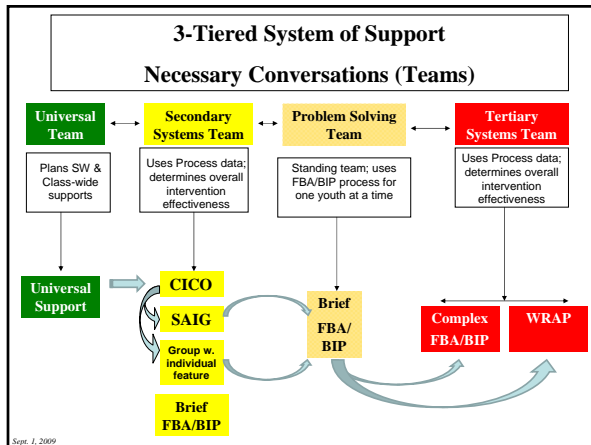 3-Tiered System of Support
Necessary Conversations (Teams)
Universal
Team
Secondary
Systems Team
Problem Solving
Team
Tertiary
Systems Team
Plans SW &
Class-wide
supports
Uses Process data;
determines overall
intervention
effectiveness
Standing team; uses
FBA/BIP process for
one youth at a time
Uses Process data;
determines overall
intervention
effectiveness
Universal
Support
CICO
SAIG
Group w.
individual
feature
Brief
FBA/BIP
Brief
FBA/
BIP
Complex
FBA/BIP
WRAP
Sept. 1, 2009